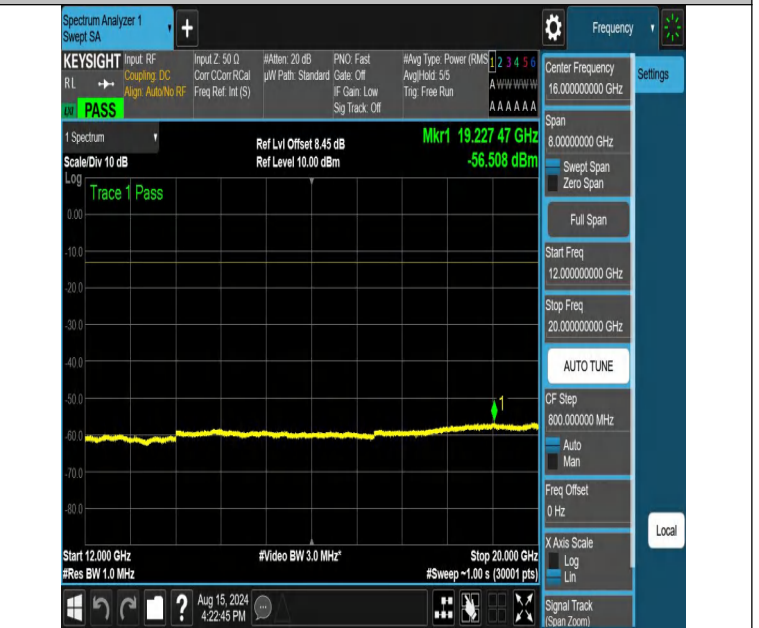 Spectrum Analyzer 1
Swept SA
+
Frequency
KEYSIGHT
RL
PASS
Input: RF
Coupling: DC
Align: Auto/No RF
Input Z: 50 Ω
Corr CCorr RCal
Freq Ref: Int (S)
#Atten: 20 dB
µW Path: Standard
PNO: Fast
Gate: Off
IF Gain: Low
Sig Track: Off
#Avg Type: Power (RMS
Avg|Hold: 5/5
Trig: Free Run
1 2 3 4 5 6
A W W W W W
A A A A A A
Center Frequency
16.000000000 GHz
Settings
1 Spectrum
Scale/Div 10 dB
Ref Lvl Offset 8.45 dB
Ref Level 10.00 dBm
Mkr1 19.227 47 GHz
-56.508 dBm
Span
8.00000000 GHz
Swept Span
Zero Span
Full Span
Start Freq
12.000000000 GHz
Stop Freq
20.000000000 GHz
AUTO TUNE
CF Step
800.000000 MHz
Auto
Man
Freq Offset
0 Hz
X Axis Scale
Log
Lin
Signal Track
(Span Zoom)
Local
Log
Trace 1 Pass
0.00
-10.0
-20.0
-30.0
-40.0
-50.0
-60.0
-70.0
-80.0
1
Start 12.000 GHz
#Res BW 1.0 MHz
#Video BW 3.0 MHz*
Stop 20.000 GHz
#Sweep ~1.00 s (30001 pts)
?
Aug 15, 2024
4:22:45 PM